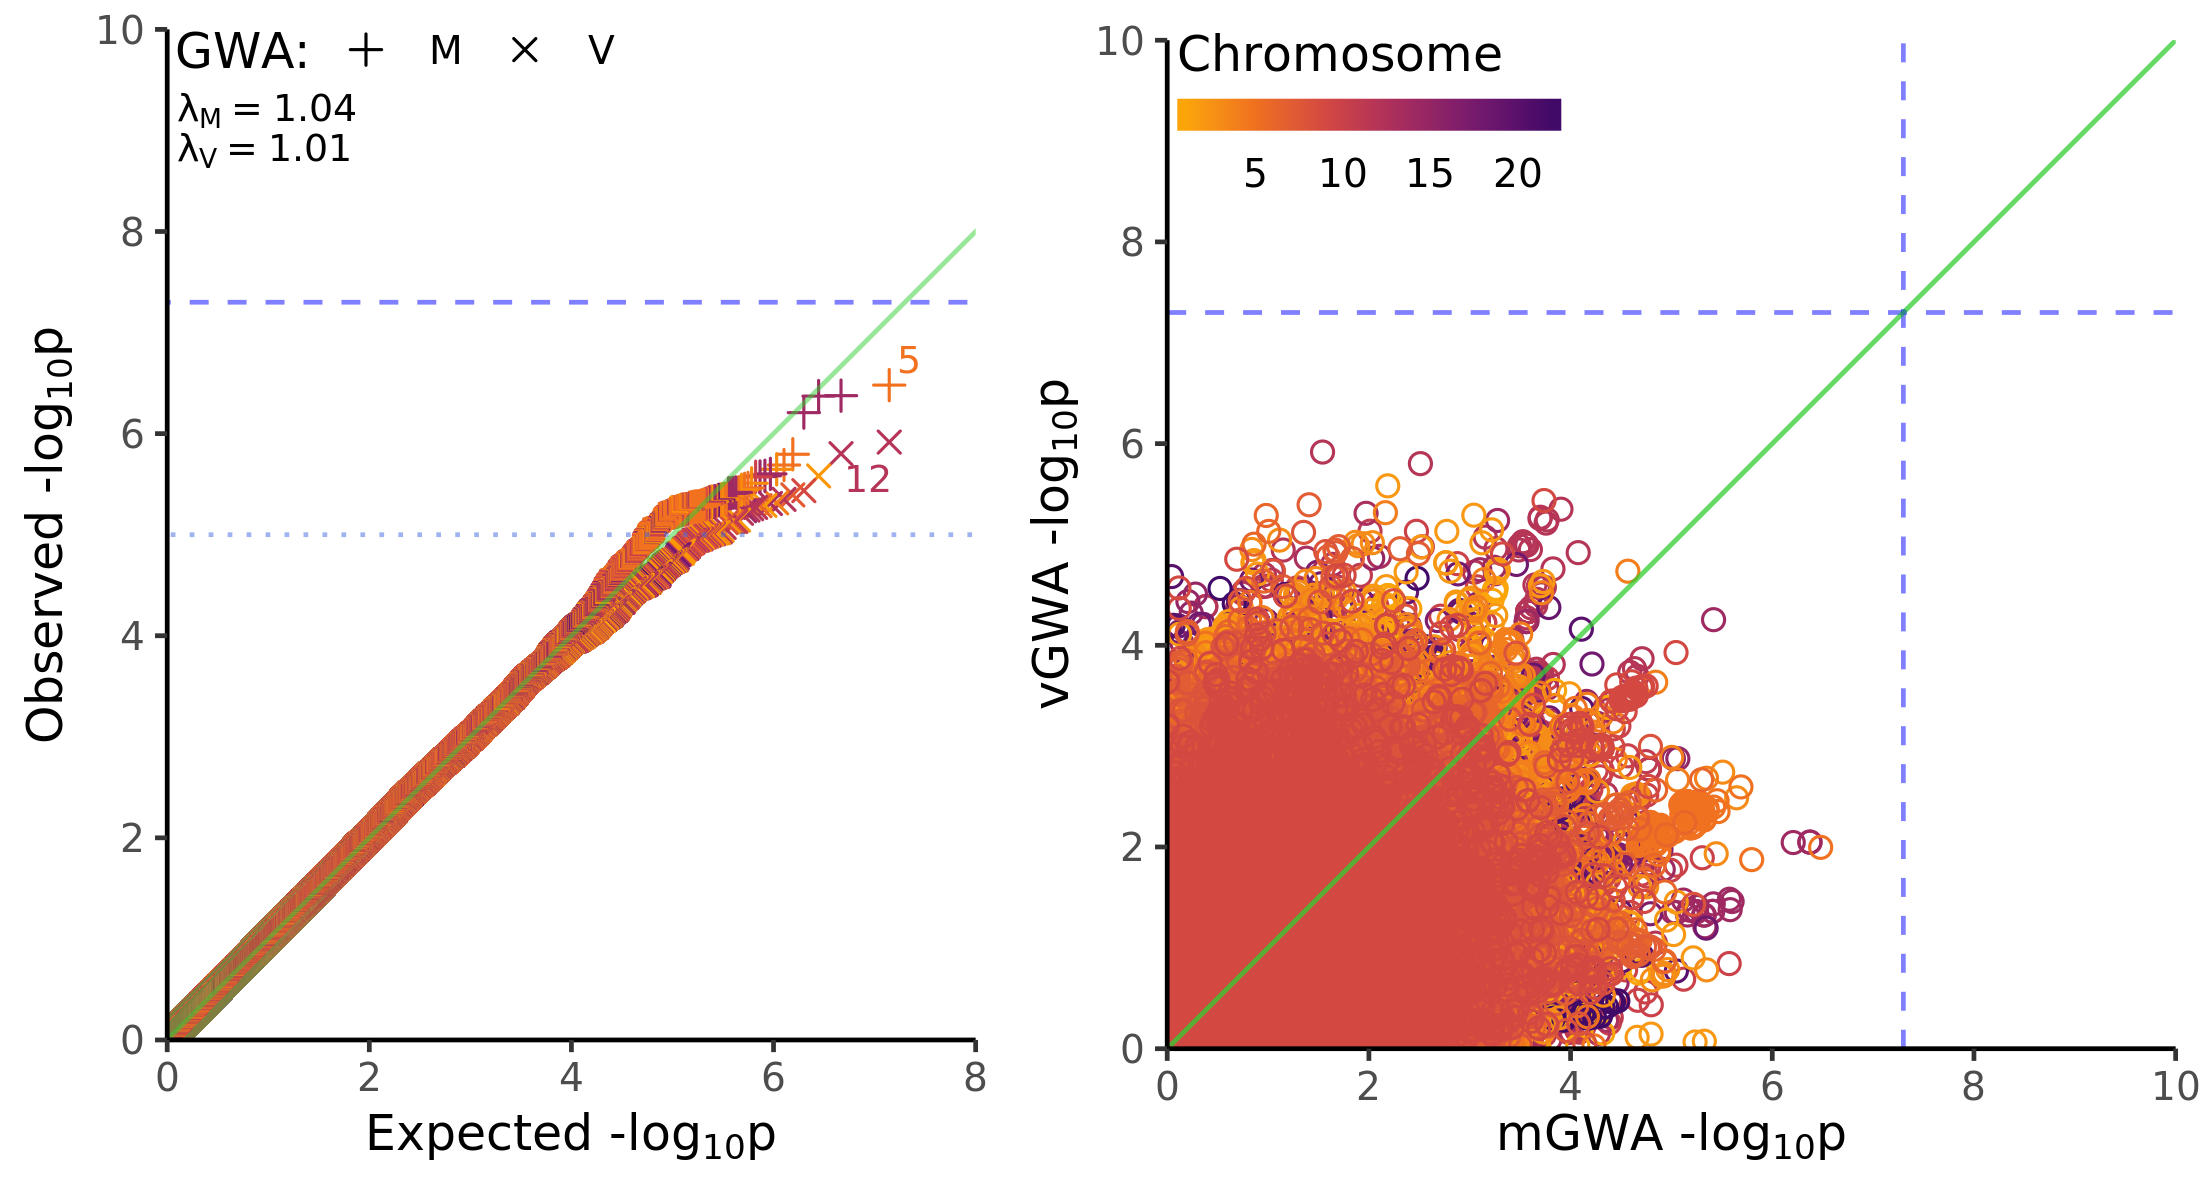 GWA: + M × V
λM = 1.04
λV = 1.01
10
8
6
4
2
0
0 2 4 6 8
Observed -log10p
Expected -log10p
5
12
Chromosome
5 10 15 20
10
8
6
4
2
0
0 2 4 6 8 10
vGWA -log10p
mGWA -log10p